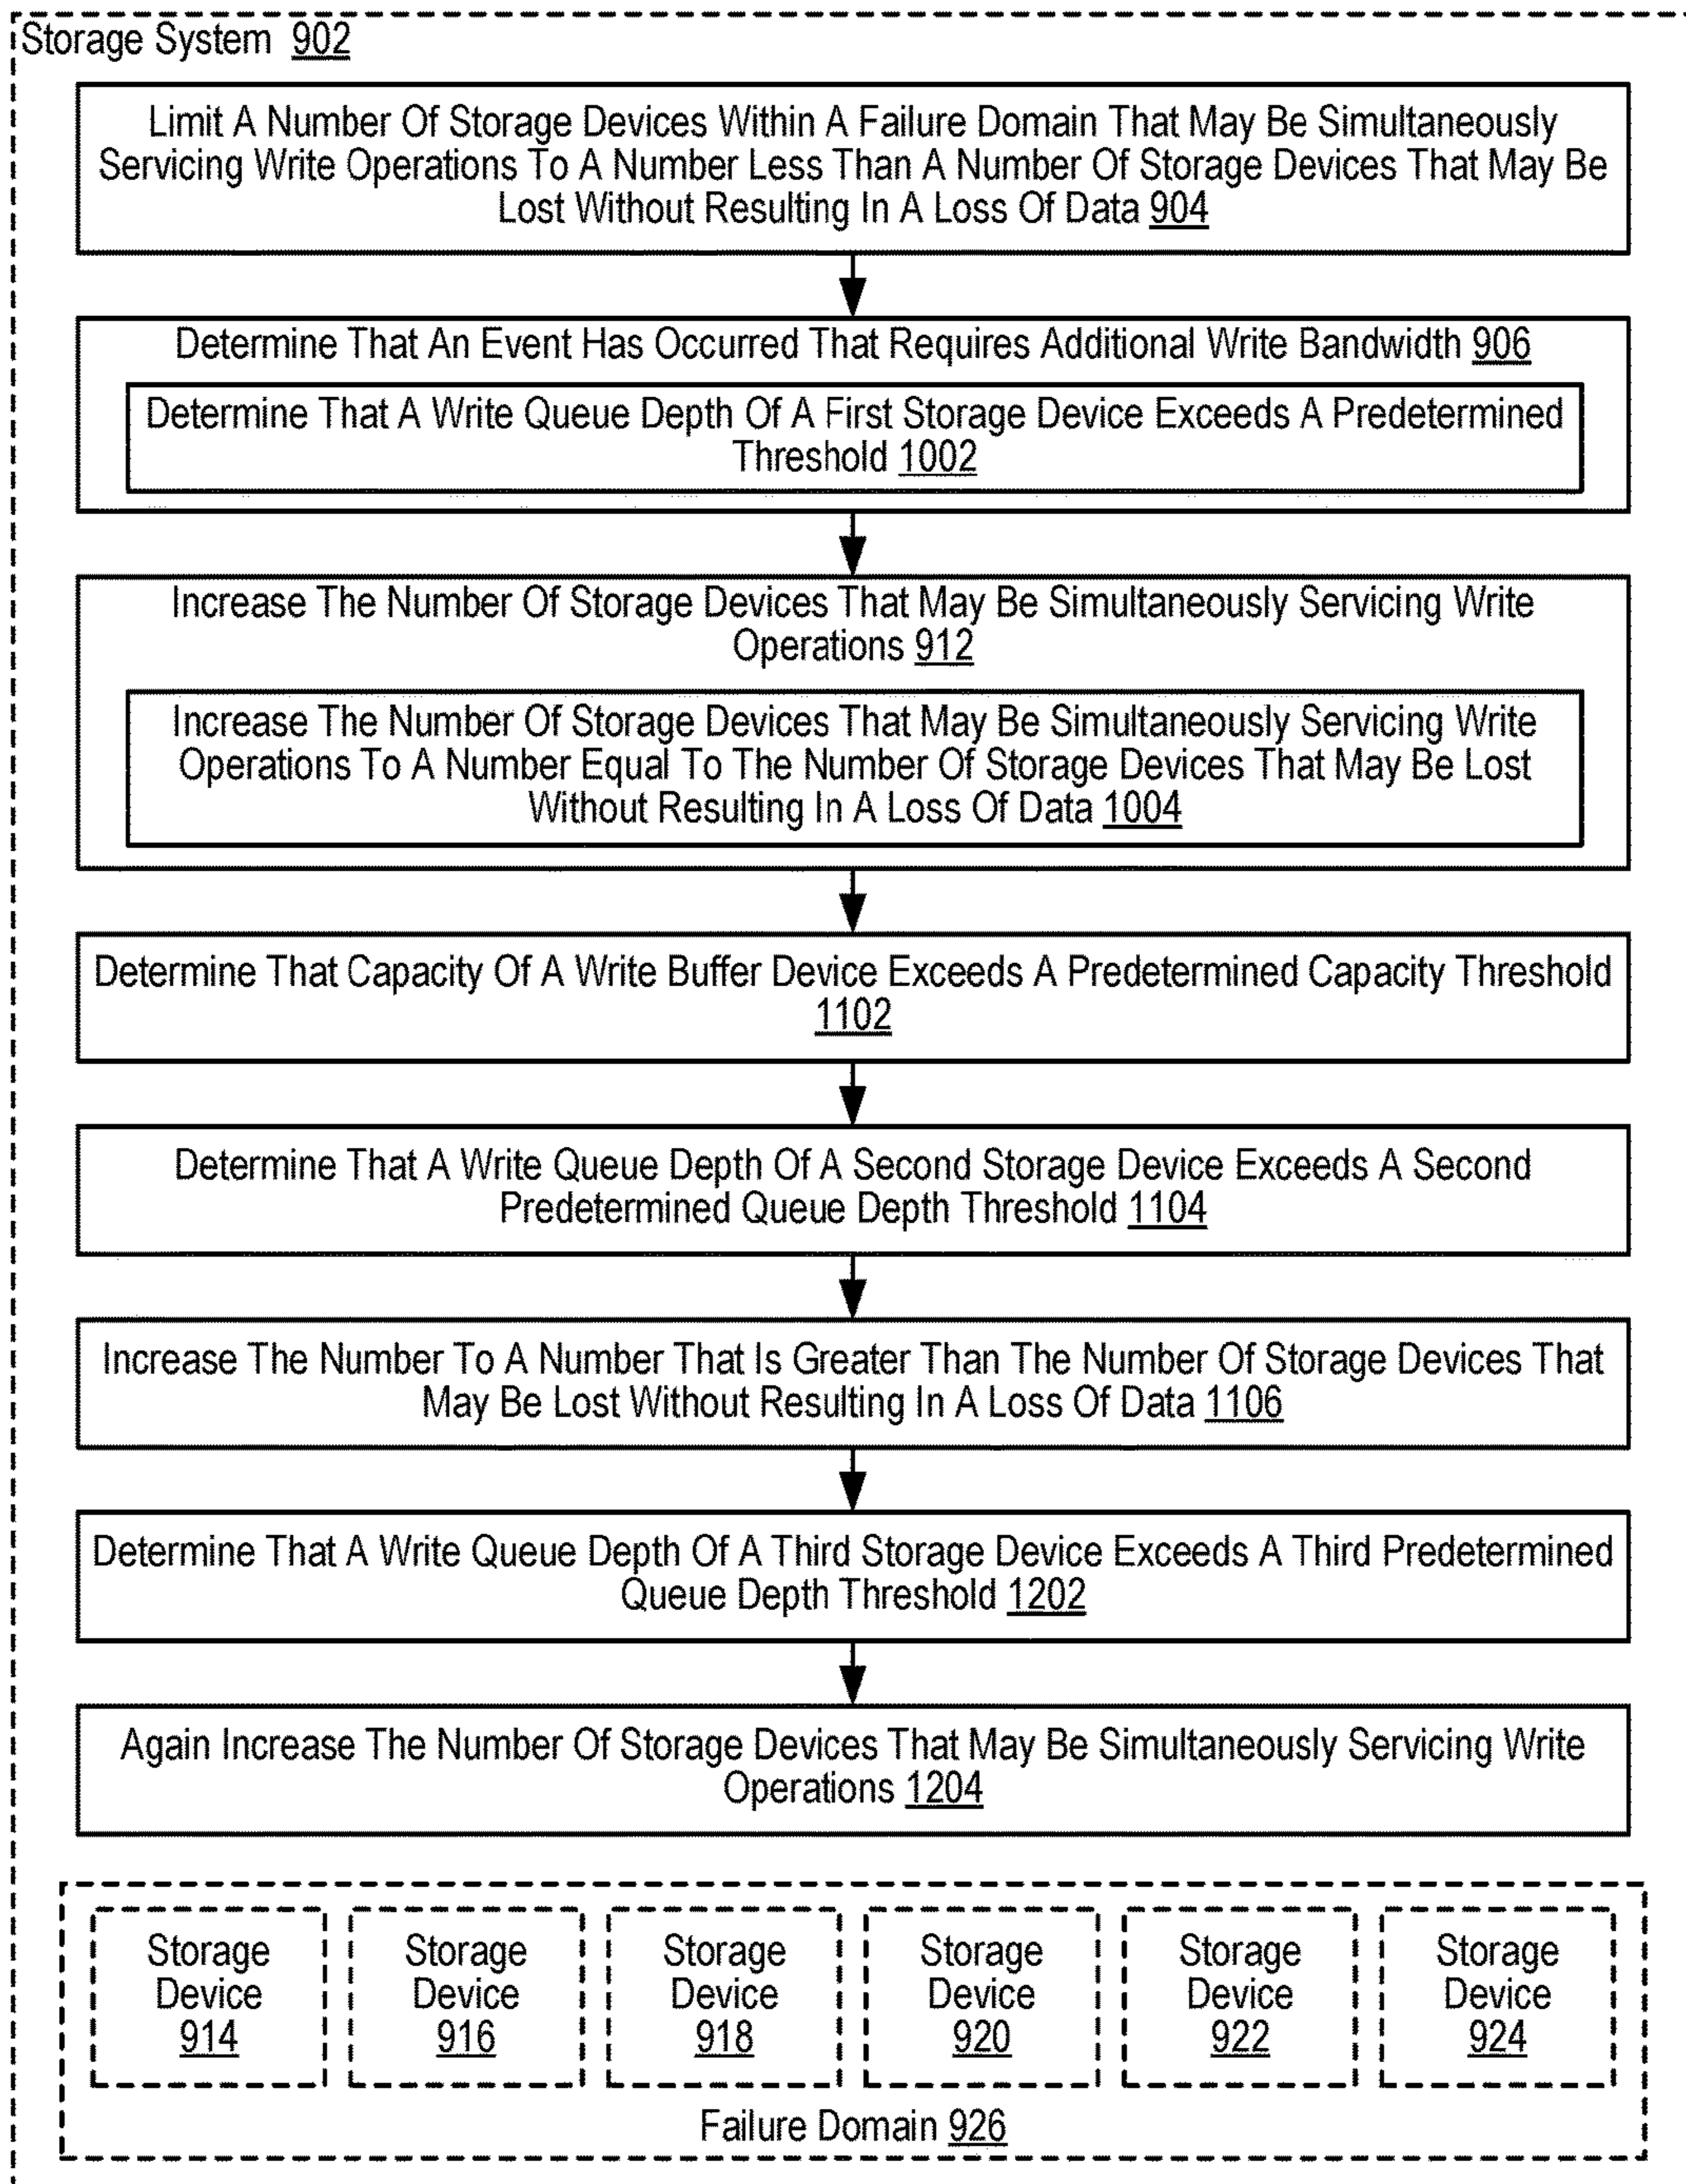 Storage System 902
Limit A Number Of Storage Devices Within A Failure Domain That May Be Simultaneously
Servicing Write Operations To A Number Less Than A Number Of Storage Devices That May Be
Lost Without Resulting In A Loss Of Data 904
Determine That An Event Has Occurred That Requires Additional Write Bandwidth 906
Determine That A Write Queue Depth Of A First Storage Device Exceeds A Predetermined
Threshold 1002
Increase The Number Of Storage Devices That May Be Simultaneously Servicing Write
Operations 912
Increase The Number Of Storage Devices That May Be Simultaneously Servicing Write
Operations To A Number Equal To The Number Of Storage Devices That May Be Lost
Without Resulting In A Loss Of Data 1004
Determine That Capacity Of A Write Buffer Device Exceeds A Predetermined Capacity Threshold
1102
Determine That A Write Queue Depth Of A Second Storage Device Exceeds A Second
Predetermined Queue Depth Threshold 1104
Increase The Number To A Number That Is Greater Than The Number Of Storage Devices That
May Be Lost Without Resulting In A Loss Of Data 1106
Determine That A Write Queue Depth Of A Third Storage Device Exceeds A Third Predetermined
Queue Depth Threshold 1202
Again Increase The Number Of Storage Devices That May Be Simultaneously Servicing Write
Operations 1204
Storage
Device
914
Storage
Device
916
Storage
Device
918
Storage
Device
920
Storage
Device
922
Storage
Device
924
Failure Domain 926